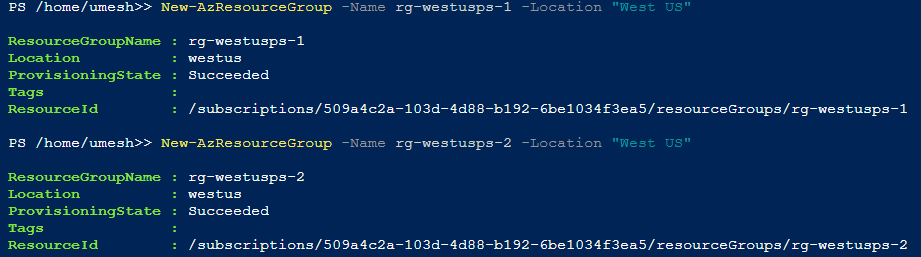 PS /home/umesh>> New-AzResourceGroup -Name rg-westusps-1 -Location "West US"
ResourceGroupName : rg-westusps-1
Location          : westus
ProvisioningState : Succeeded
Tags              :
ResourceId        : /subscriptions/509a4c2a-103d-4d88-b192-6be1034f3ea5/resourceGroups/rg-westusps-1
PS /home/umesh>> New-AzResourceGroup -Name rg-westusps-2 -Location "West US"
ResourceGroupName : rg-westusps-2
Location          : westus
ProvisioningState : Succeeded
Tags              :
ResourceId        : /subscriptions/509a4c2a-103d-4d88-b192-6be1034f3ea5/resourceGroups/rg-westusps-2